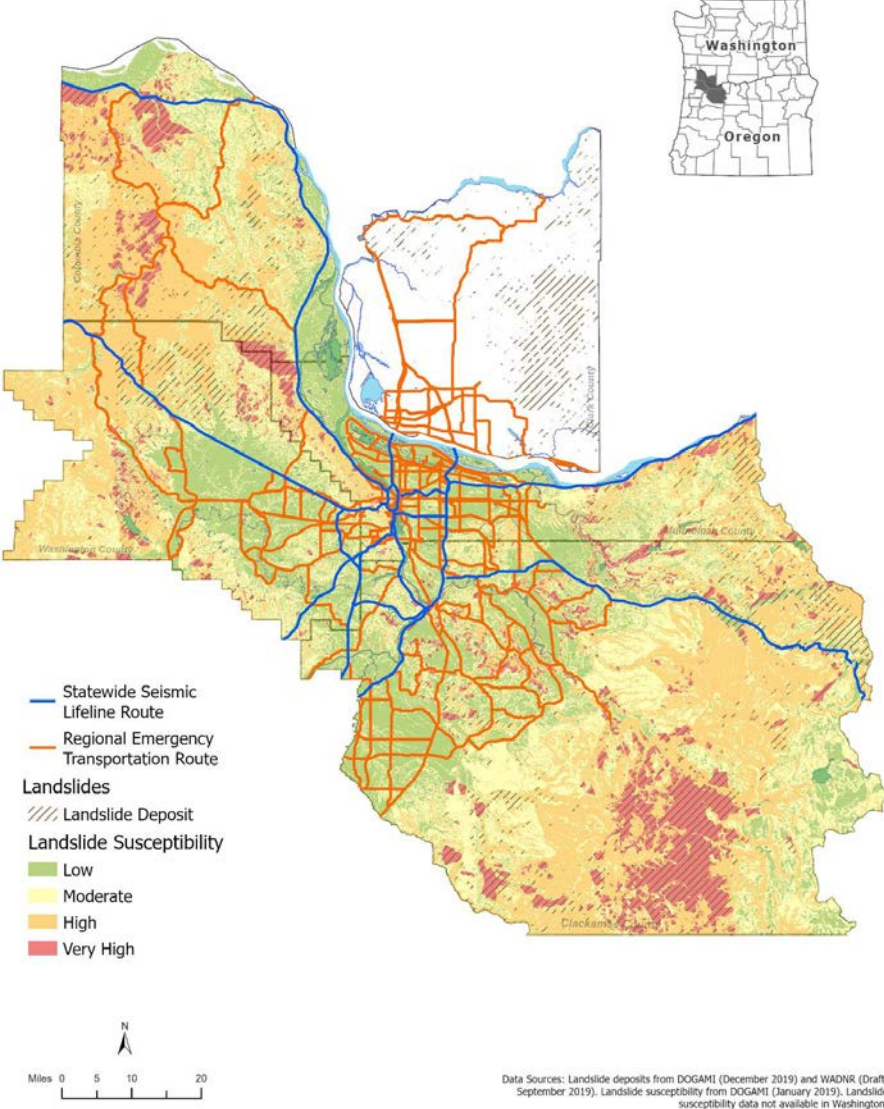 Washington
Oregon
Columbia County
Clark County
Multnomah County
Washington County
Clackamas County
Statewide Seismic
Lifeline Route
Regional Emergency
Transportation Route
Landslides
Landslide Deposit
Landslide Susceptibility
Low
Moderate
High
Very High
N
Miles 0 5 10 20
Data Sources: Landslide deposits from DOGAMI (December 2019) and WADNR (Draft
September 2019). Landslide susceptibility from DOGAMI (January 2019). Landslide
susceptibility data not available in Washington